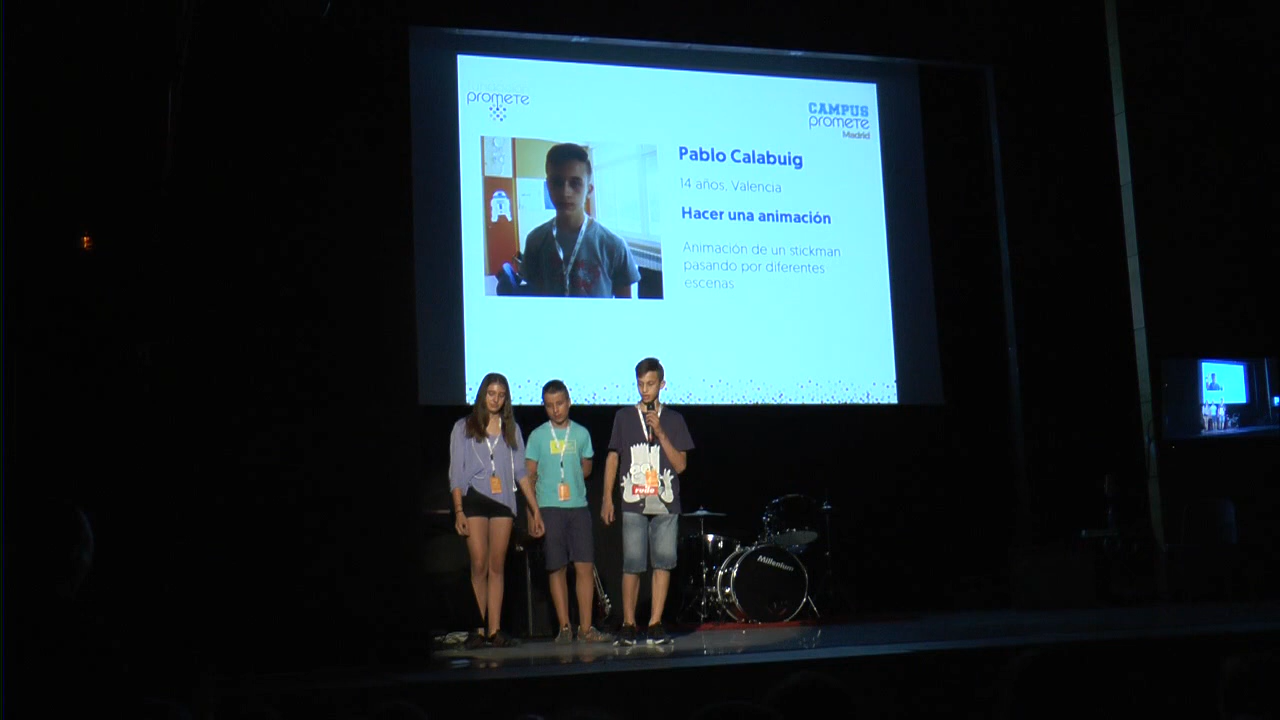 promete
CAMPUS
promete
Madrid
Pablo Calabuig
14 años, Valencia
Hacer una animación
Animación de un stickman
pasando por diferentes
escenas
rude
Millenium